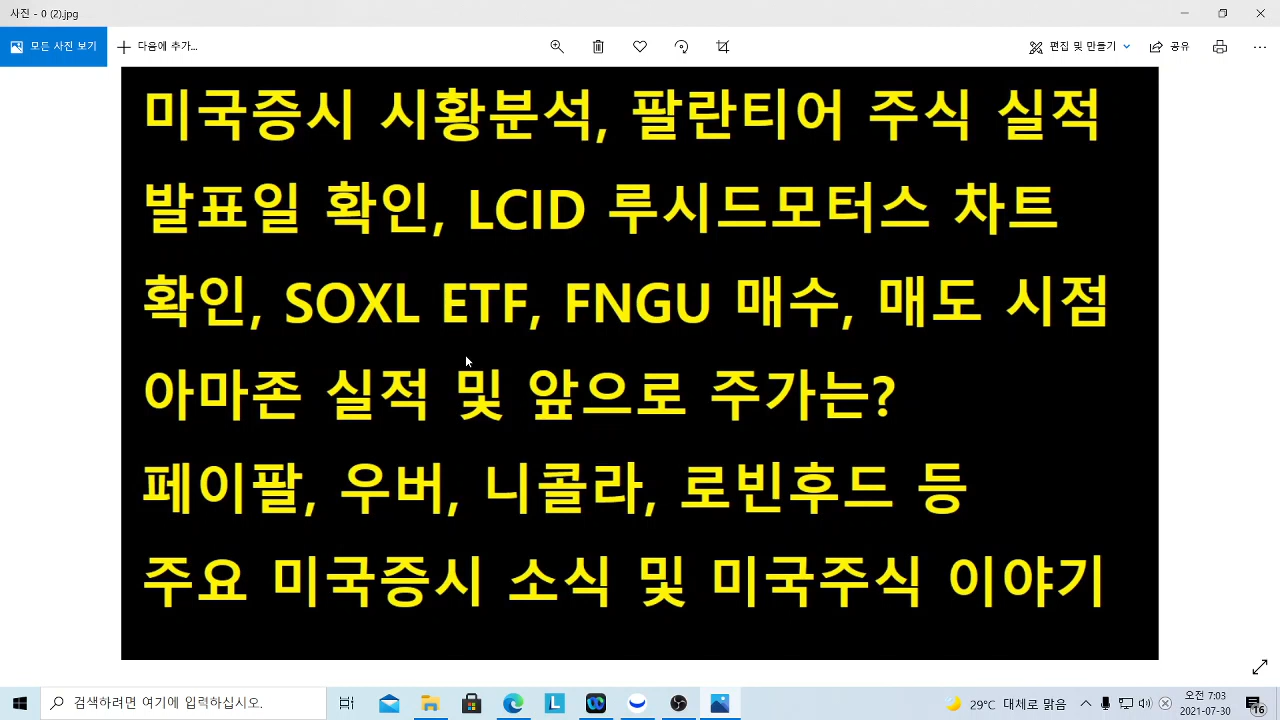 사진 - 0 (2).jpg
모든 사진 보기
다음에 추가...
편집 및 만들기
공유
미국증시 시황분석, 팔란티어 주식 실적
발표일 확인, LCID 루시드모터스 차트
확인, SOXL ETF, FNGU 매수, 매도 시점
아마존 실적 및 앞으로 주가는?
페이팔, 우버, 니콜라, 로빈후드 등
주요 미국증시 소식 및 미국주식 이야기
검색하려면 여기에 입력하십시오.
L
29°C 대체로 맑음
오전 7:03
2021-07-30
16